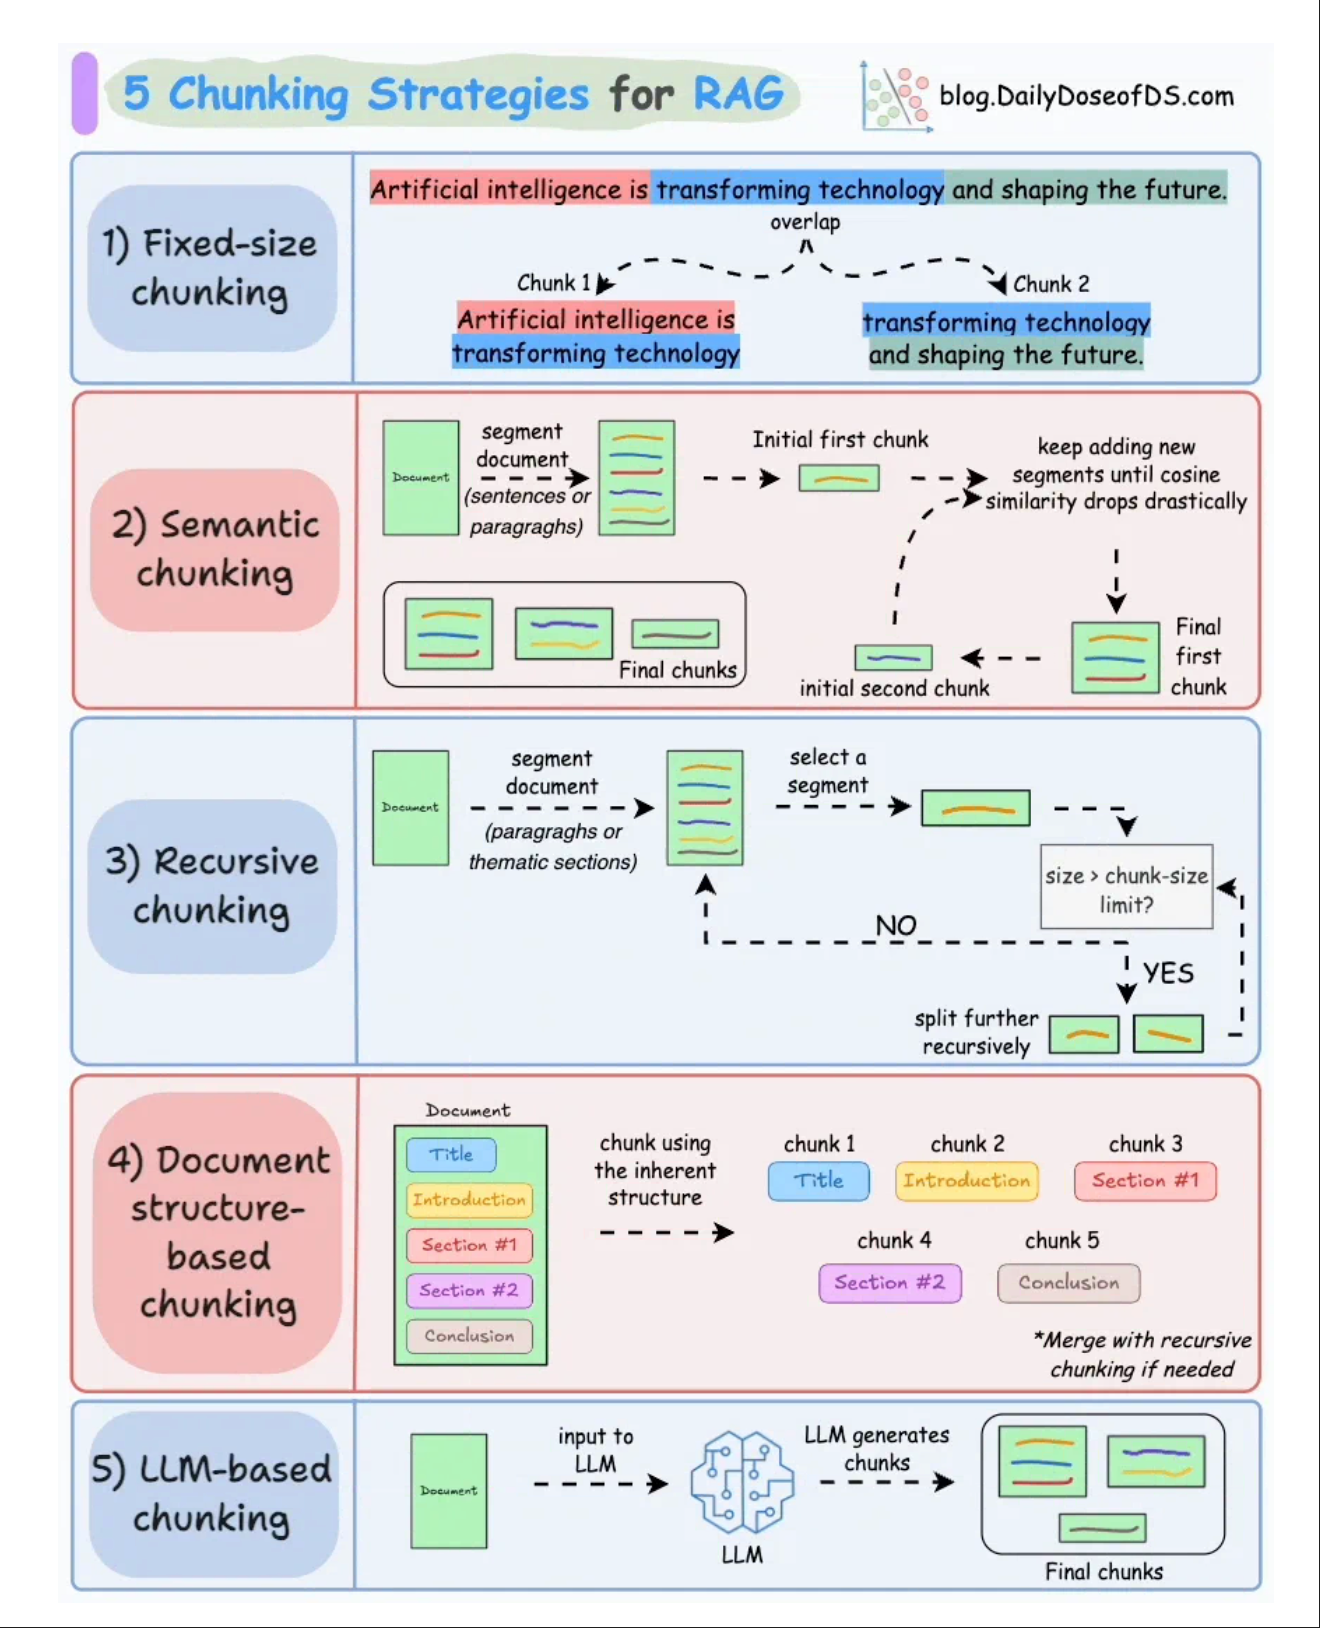 5 Chunking Strategies for RAG
blog.DailyDoseofDS.com
1) Fixed-size
chunking
Artificial intelligence is transforming technology and shaping the future.
overlap
Chunk 1
Chunk 2
Artificial intelligence is
transforming technology
transforming technology
and shaping the future.
2) Semantic
chunking
Document
segment
document
(sentences or
paragraghs)
Initial first chunk
keep adding new
segments until cosine
similarity drops drastically
Final
first
chunk
initial second chunk
Final chunks
3) Recursive
chunking
Document
segment
document
(paragraghs or
thematic sections)
select a
segment
size > chunk-size
limit?
NO
YES
split further
recursively
4) Document
structure-
based
chunking
Document
Title
Introduction
Section #1
Section #2
Conclusion
chunk using
the inherent
structure
chunk 1
Title
chunk 2
Introduction
chunk 3
Section #1
chunk 4
Section #2
chunk 5
Conclusion
*Merge with recursive
chunking if needed
5) LLM-based
chunking
Document
input to
LLM
LLM
LLM generates
chunks
Final chunks